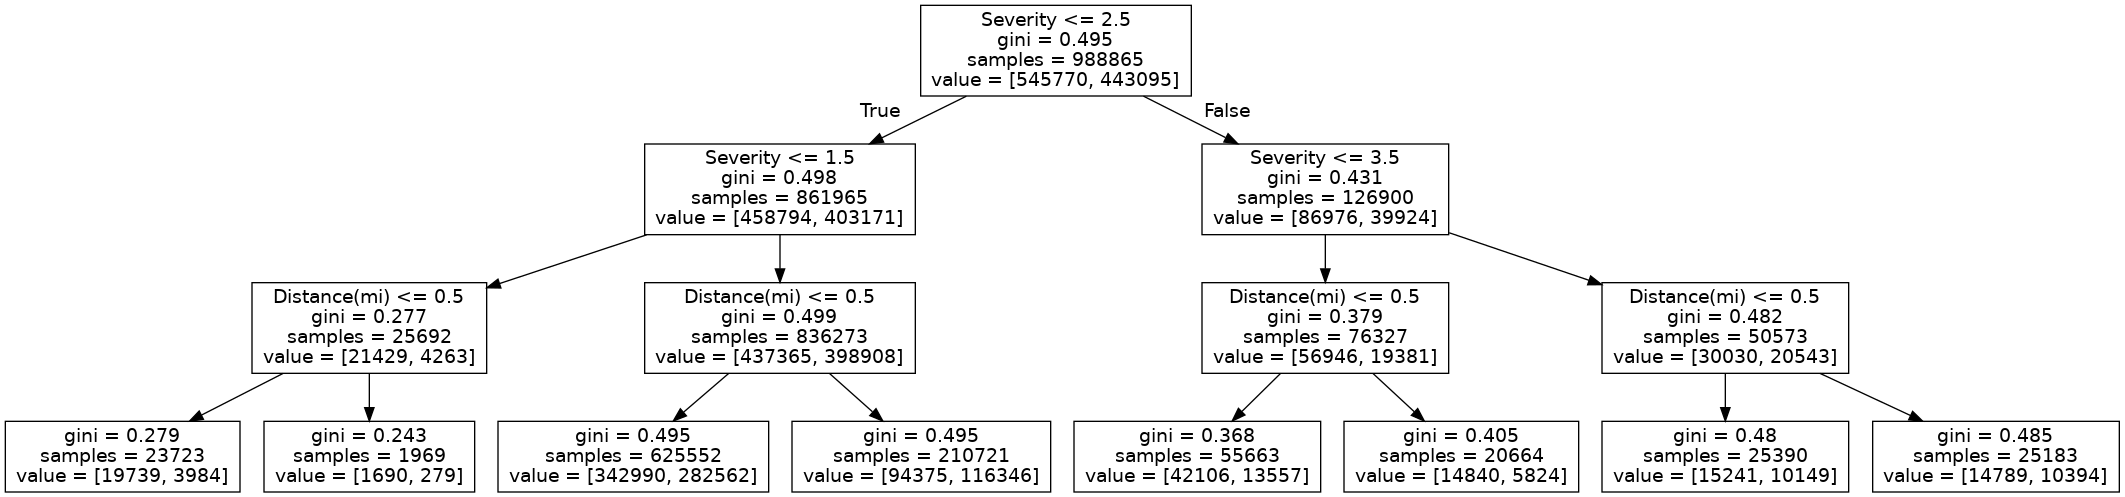 Severity <= 2.5
gini = 0.495
samples = 988865
value = [545770, 443095]
True
False
Severity <= 1.5
gini = 0.498
samples = 861965
value = [458794, 403171]
Severity <= 3.5
gini = 0.431
samples = 126900
value = [86976, 39924]
Distance(mi) <= 0.5
gini = 0.277
samples = 25692
value = [21429, 4263]
Distance(mi) <= 0.5
gini = 0.499
samples = 836273
value = [437365, 398908]
Distance(mi) <= 0.5
gini = 0.379
samples = 76327
value = [56946, 19381]
Distance(mi) <= 0.5
gini = 0.482
samples = 50573
value = [30030, 20543]
gini = 0.279
samples = 23723
value = [19739, 3984]
gini = 0.243
samples = 1969
value = [1690, 279]
gini = 0.495
samples = 625552
value = [342990, 282562]
gini = 0.495
samples = 210721
value = [94375, 116346]
gini = 0.368
samples = 55663
value = [42106, 13557]
gini = 0.405
samples = 20664
value = [14840, 5824]
gini = 0.48
samples = 25390
value = [15241, 10149]
gini = 0.485
samples = 25183
value = [14789, 10394]